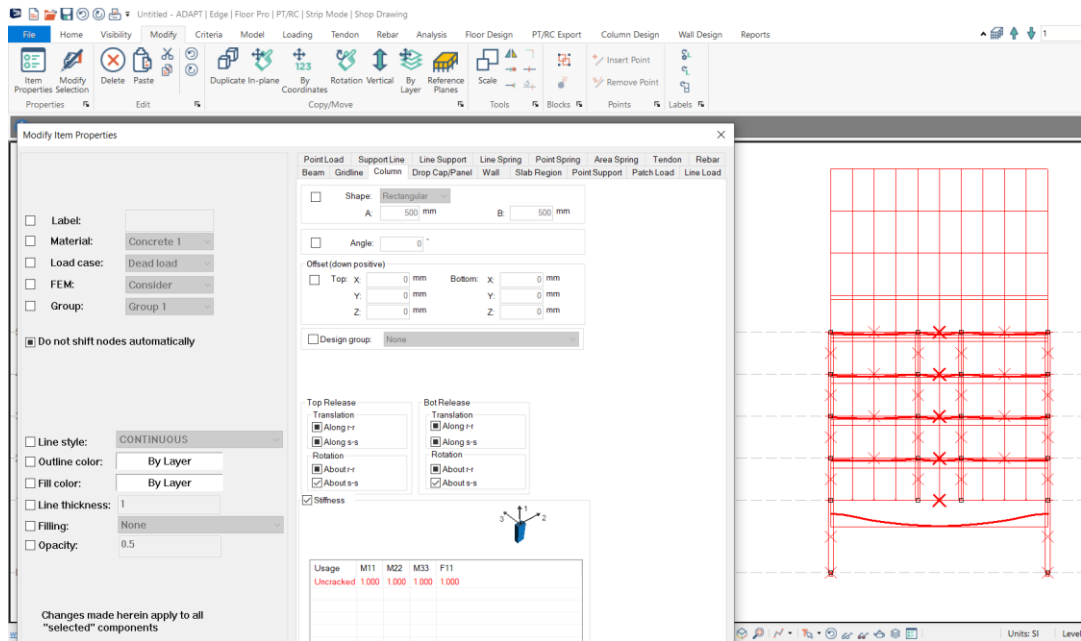 Untitled - ADAPT | Edge | Floor Pro | PT/RC | Strip Mode | Shop Drawing
File Home Visibility Modify Criteria Model Loading Tendon Rebar Analysis Floor Design PT/RC Export Column Design Wall Design Reports
1
Item Properties
Modify Selection
Properties
Delete
Paste
Edit
Duplicate
In-plane
123
By Coordinates
Rotation
Vertical
By Layer
Reference Planes
Copy/Move
Scale
Tools
Blocks
Insert Point
Remove Point
Points
Labels
Modify Item Properties
Label:
Material: Concrete 1
Load case: Dead load
FEM: Consider
Group: Group 1
Do not shift nodes automatically
Line style: CONTINUOUS
Outline color: By Layer
Fill color: By Layer
Line thickness: 1
Filling: None
Opacity: 0.5
Changes made herein apply to all
"selected" components
Point Load Support Line Line Support Line Spring Point Spring Area Spring Tendon Rebar
Beam Gridline Column Drop Cap/Panel Wall Slab Region Point Support Patch Load Line Load
Shape: Rectangular
A: 500 mm B: 500 mm
Angle: 0 °
Offset (down positive)
Top: X: 0 mm Bottom: X: 0 mm
Y: 0 mm Y: 0 mm
Z: 0 mm Z: 0 mm
Design group: None
Top Release
Translation
Along r-r
Along s-s
Rotation
About r-r
About s-s
Bot Release
Translation
Along r-r
Along s-s
Rotation
About r-r
About s-s
Stiffness
1
2
3
Usage M11 M22 M33 F11
Uncracked 1.000 1.000 1.000 1.000
Units: SI
Level